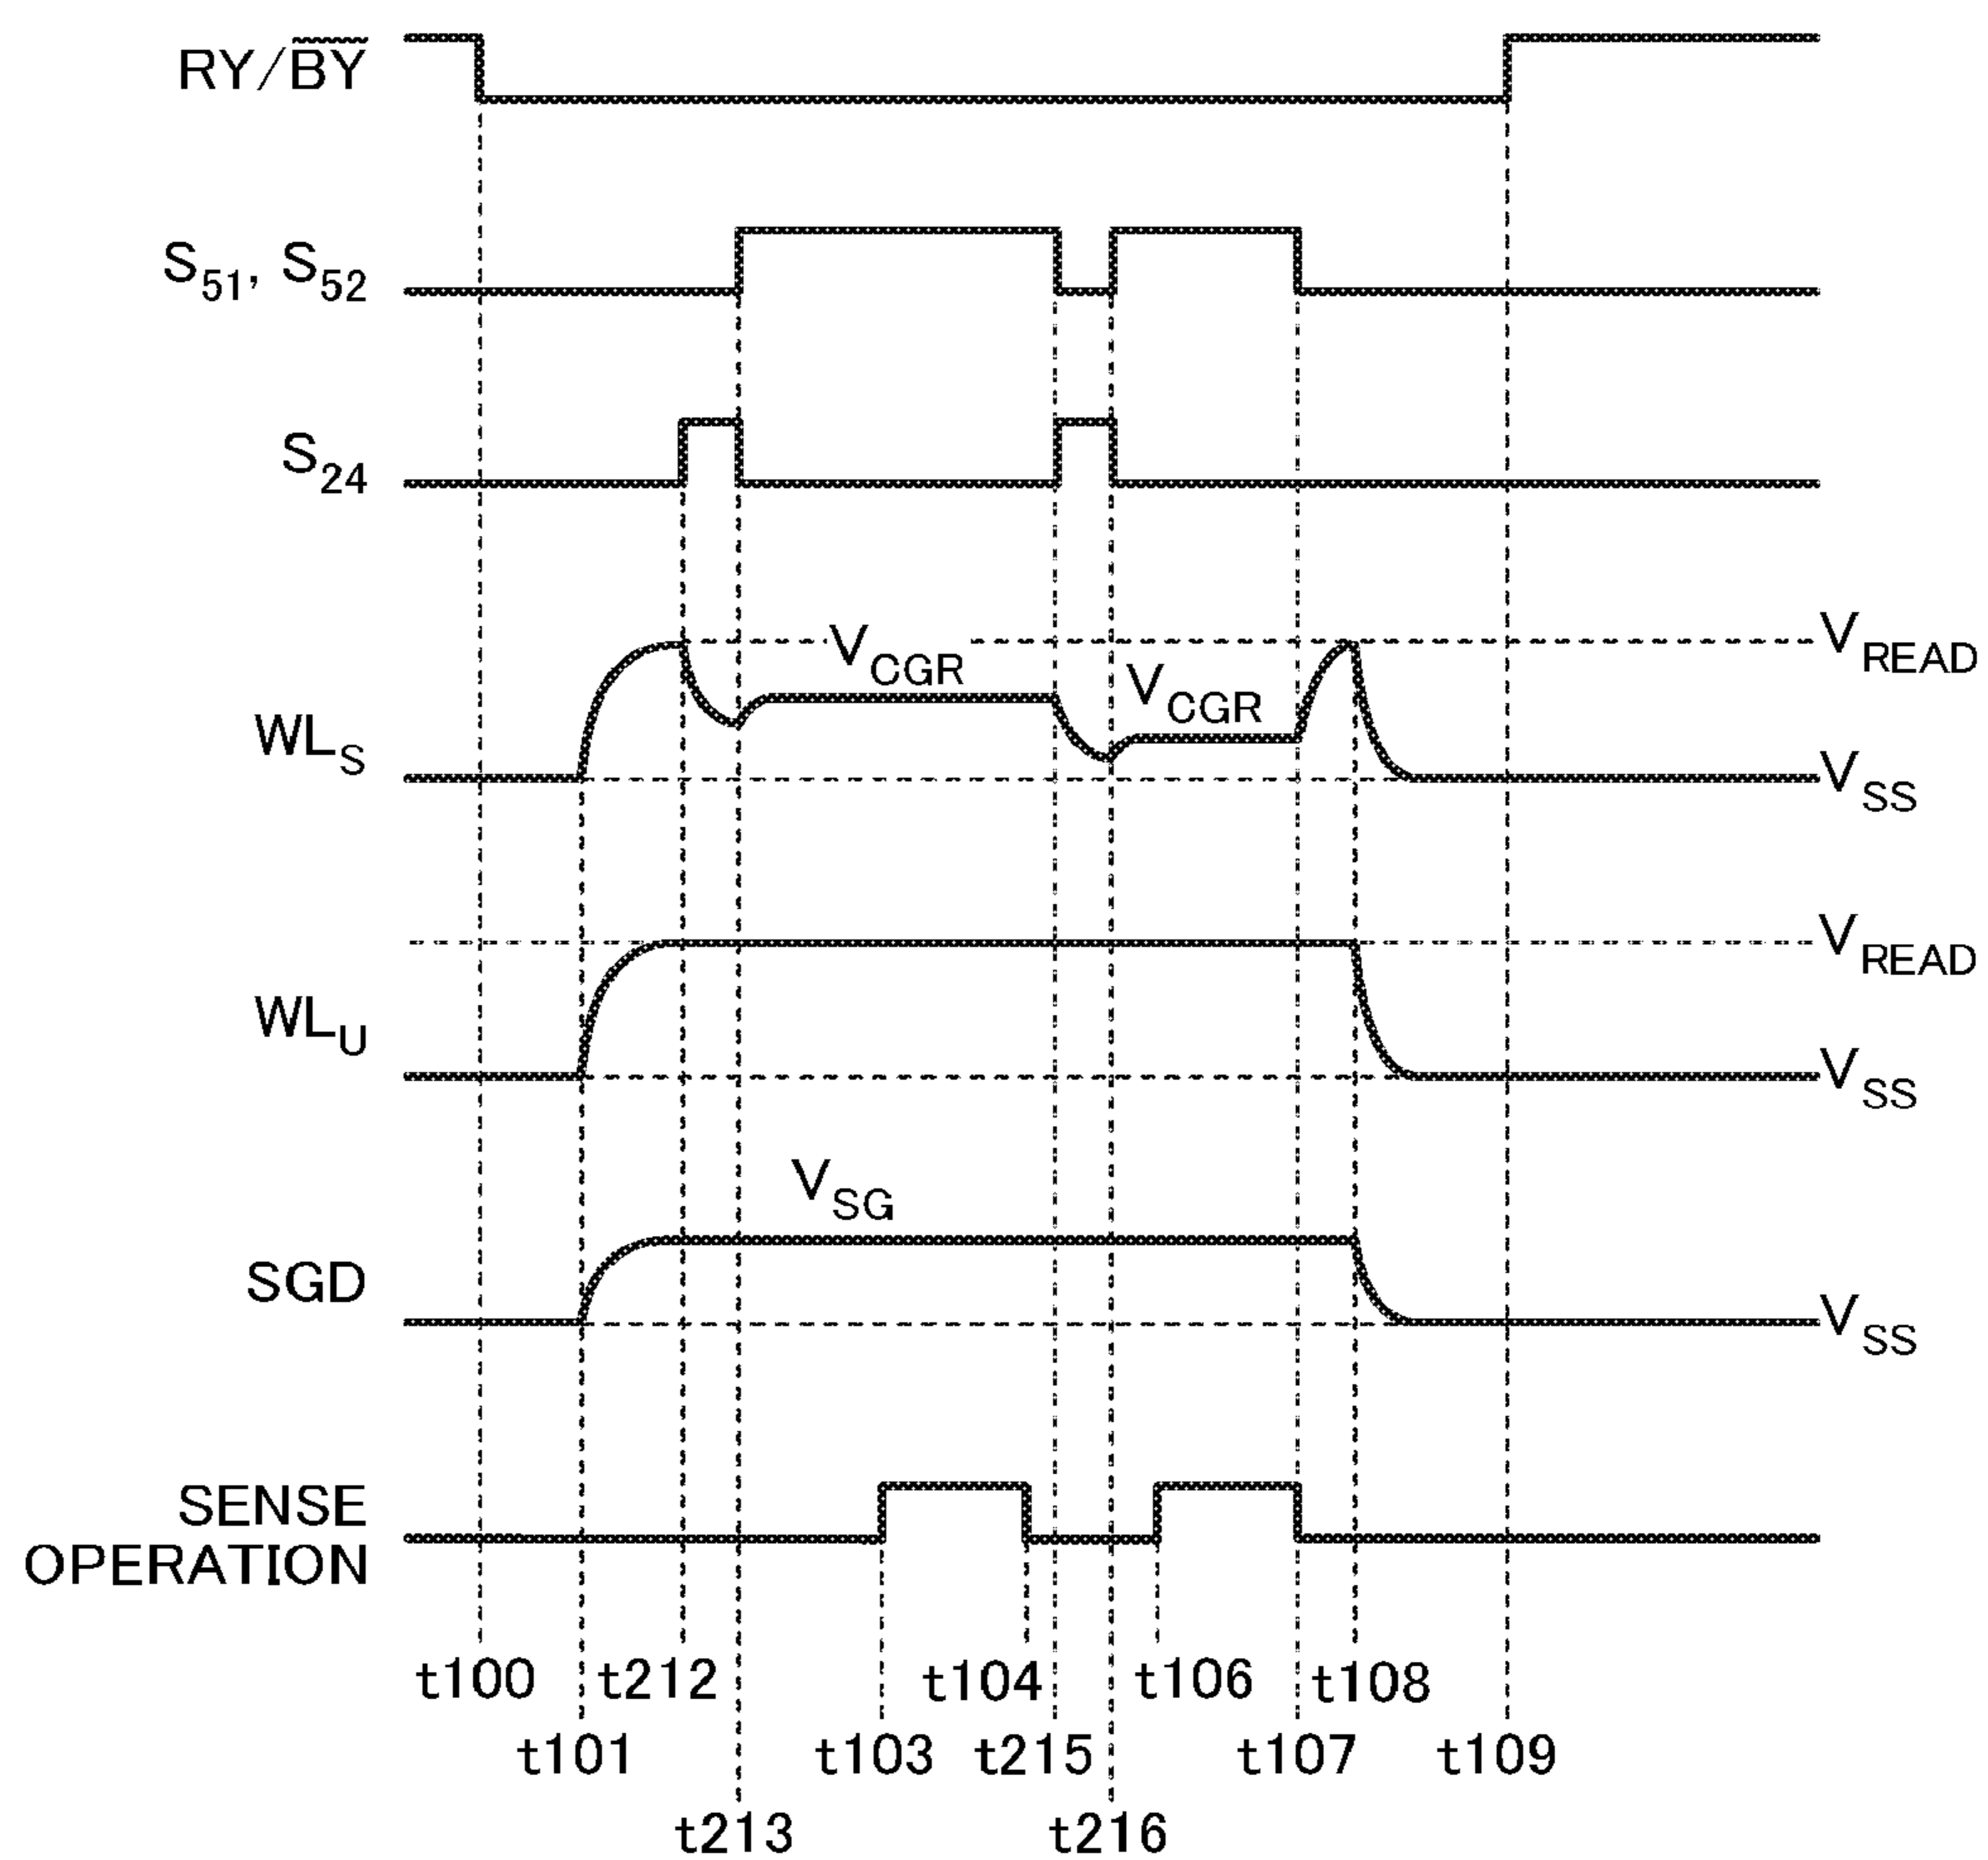 RY/B̅Y̅
S51, S52
S24
VREAD
VCGR
VCGR
WLS
VSS
VREAD
WLU
VSS
VSG
SGD
VSS
SENSE
OPERATION
t100 t212 t104 t106 t108
t101 t103 t215 t107 t109
t213 t216